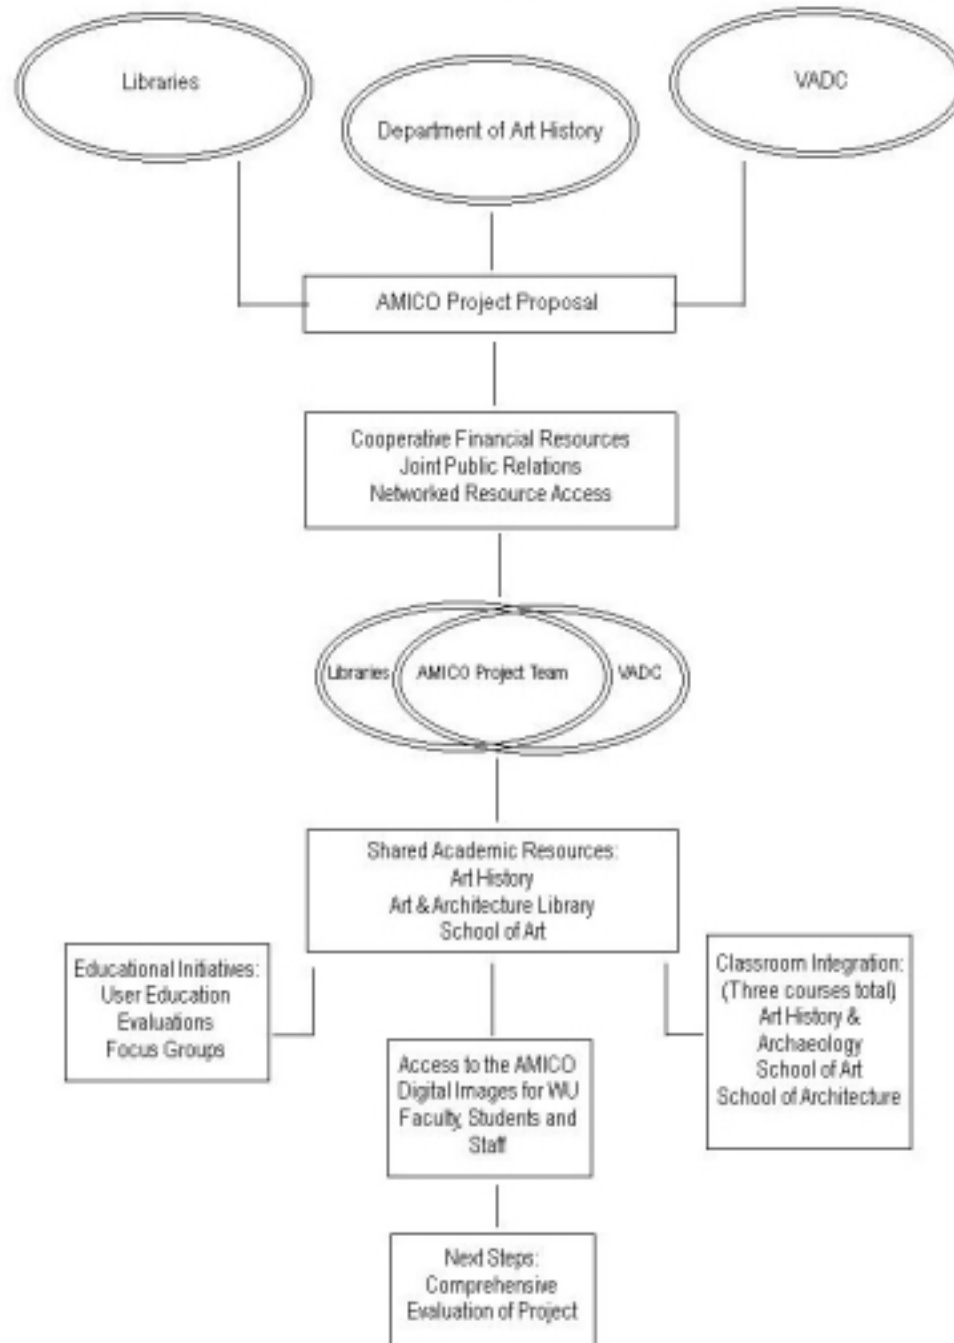 Libraries
Department of Art History
VADC
AMICO Project Proposal
Cooperative Financial Resources
Joint Public Relations
Networked Resource Access
Libraries
AMICO Project Team
VADC
Shared Academic Resources:
Art History
Art & Architecture Library
School of Art
Educational Initiatives:
User Education
Evaluations
Focus Groups
Access to the AMICO
Digital Images for WU
Faculty, Students and
Staff
Classroom Integration:
(Three courses total)
Art History &
Archaeology
School of Art
School of Architecture
Next Steps:
Comprehensive
Evaluation of Project